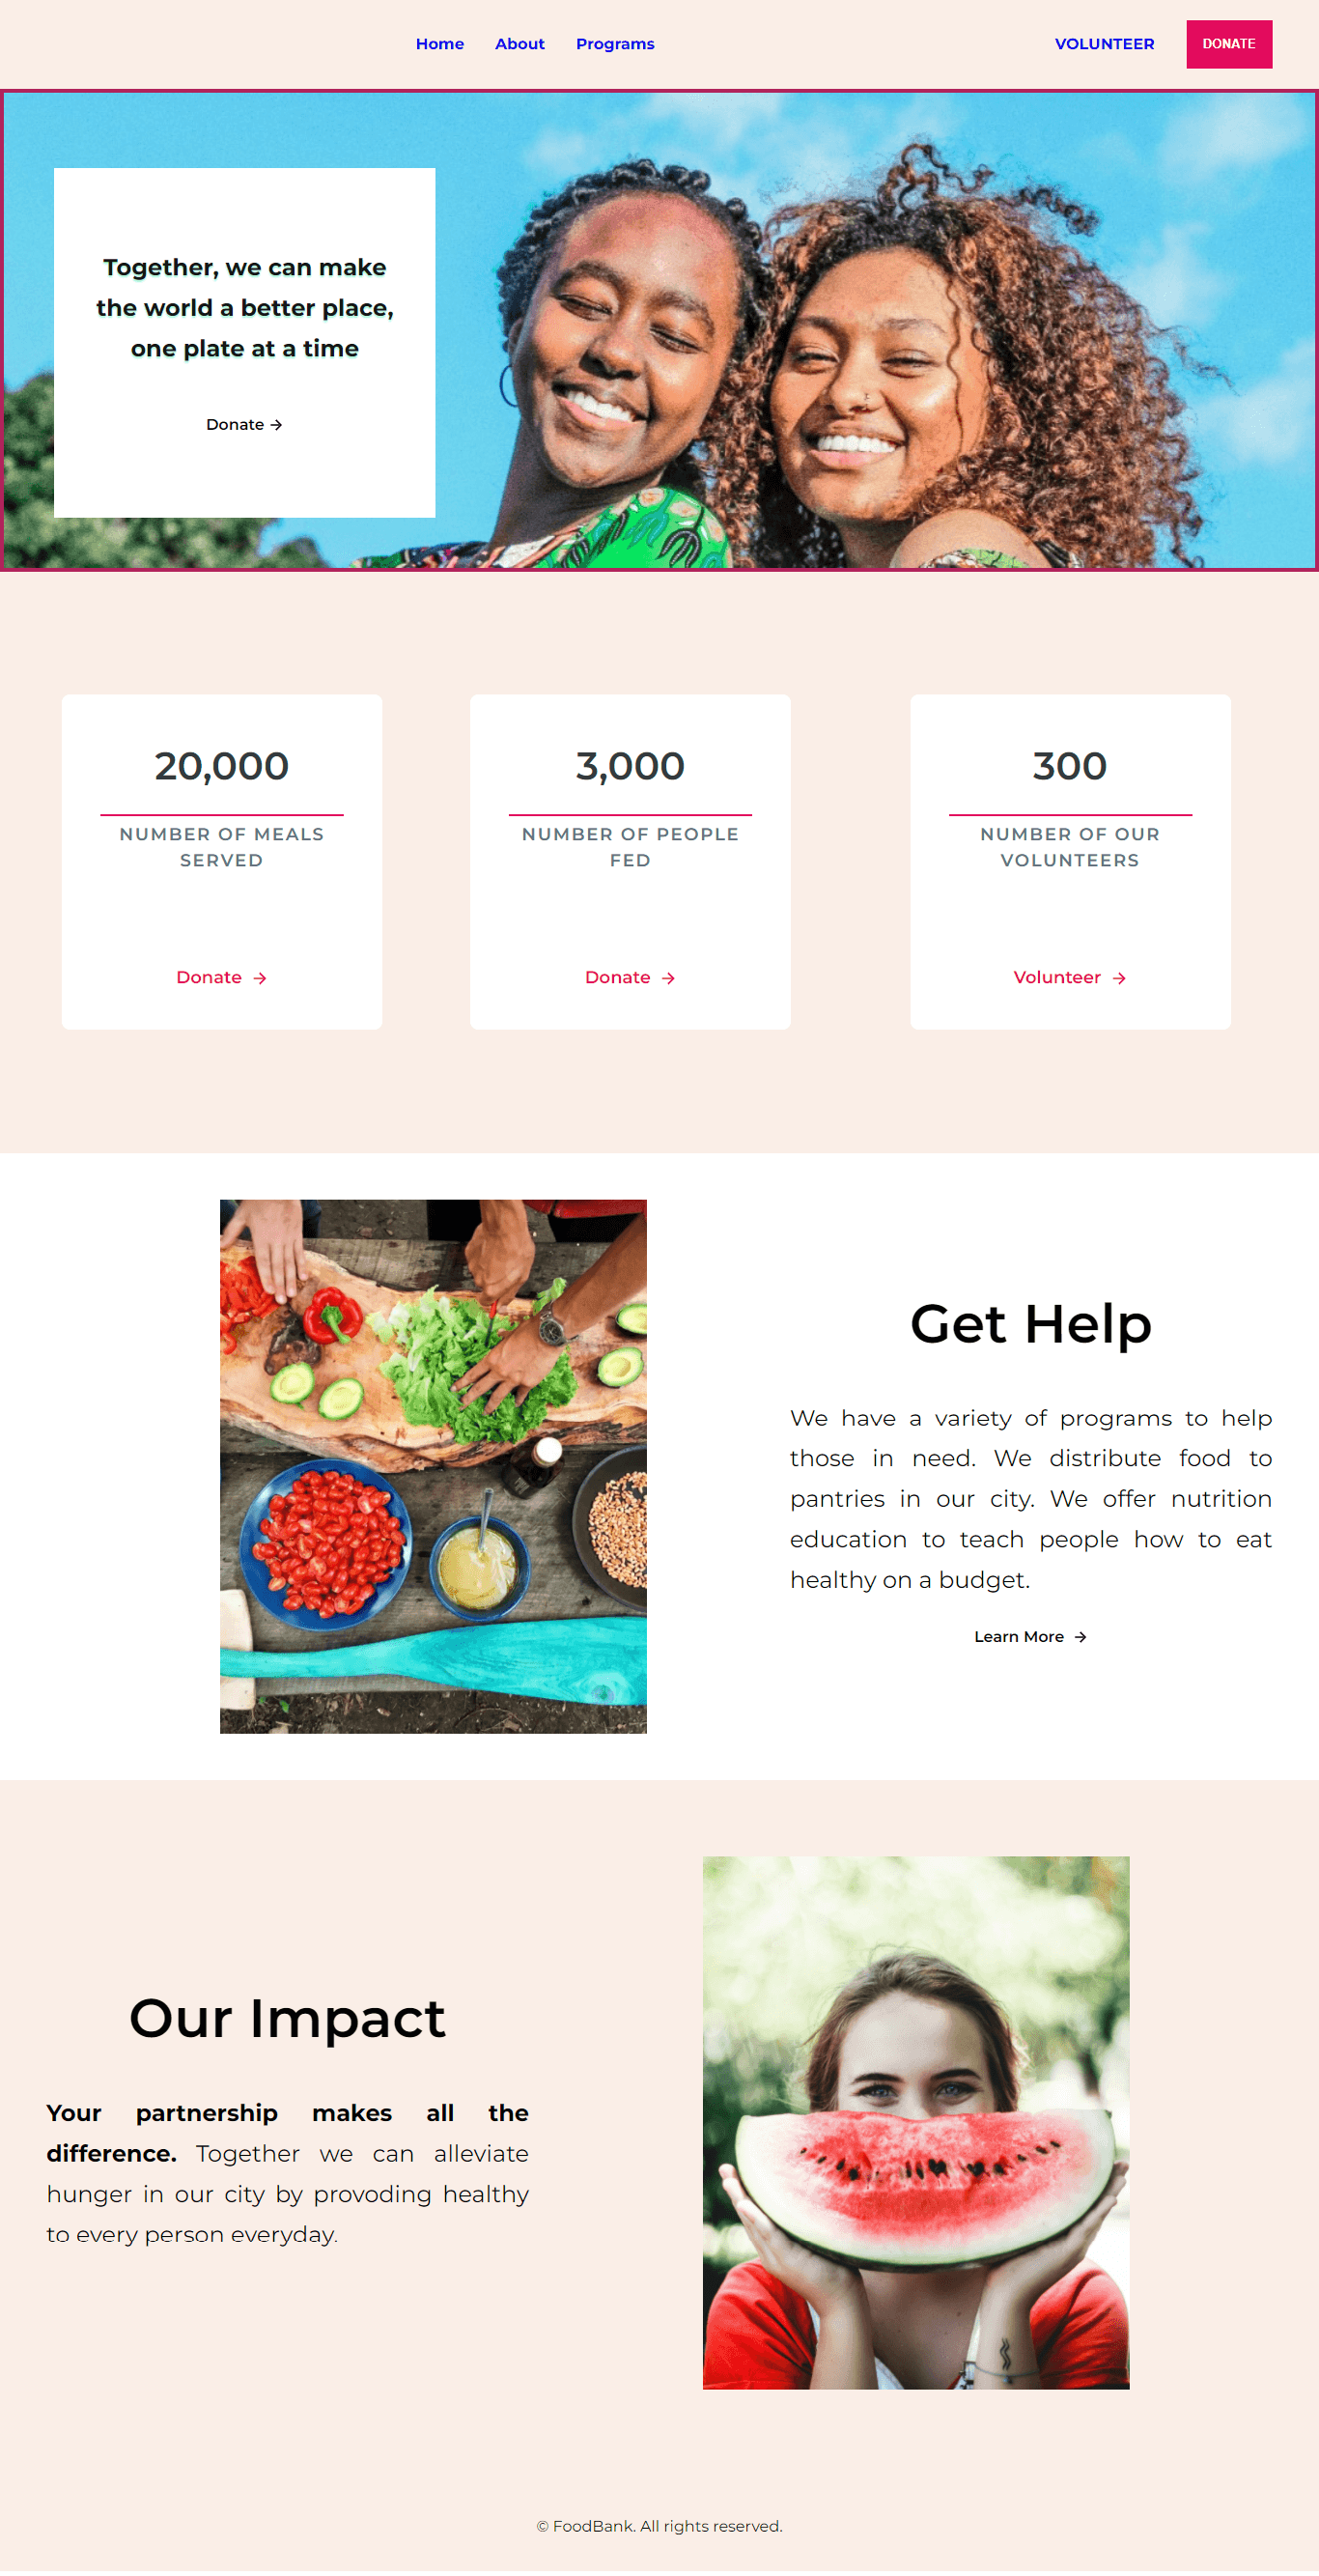 Home About Programs VOLUNTEER DONATE
Together, we can make
the world a better place,
one plate at a time
Donate →
20,000
NUMBER OF MEALS
SERVED
Donate →
3,000
NUMBER OF PEOPLE
FED
Donate →
300
NUMBER OF OUR
VOLUNTEERS
Volunteer →
Get Help
We have a variety of programs to help
those in need. We distribute food to
pantries in our city. We offer nutrition
education to teach people how to eat
healthy on a budget.
Learn More →
Our Impact
Your partnership makes all the
difference. Together we can alleviate
hunger in our city by provoding healthy
to every person everyday.
© FoodBank. All rights reserved.